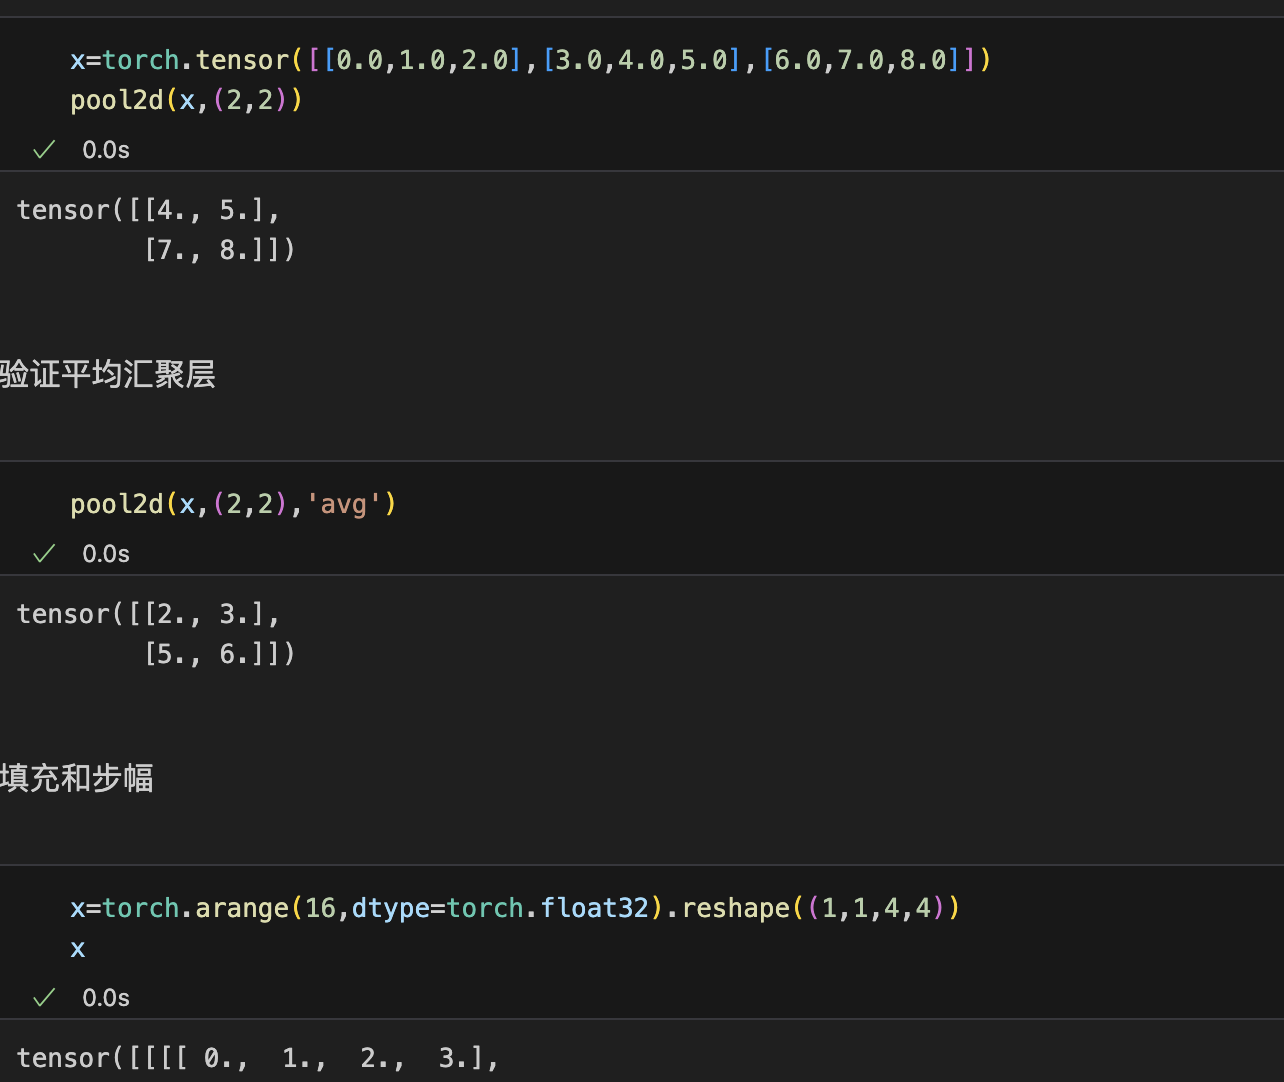 x=torch.tensor([[0.0,1.0,2.0],[3.0,4.0,5.0],[6.0,7.0,8.0]])
pool2d(x,(2,2))
0.0s
tensor([[4., 5.],
        [7., 8.]])
验证平均汇聚层
pool2d(x,(2,2),'avg')
0.0s
tensor([[2., 3.],
        [5., 6.]])
填充和步幅
x=torch.arange(16,dtype=torch.float32).reshape((1,1,4,4))
x
0.0s
tensor([[[[ 0.,  1.,  2.,  3.],